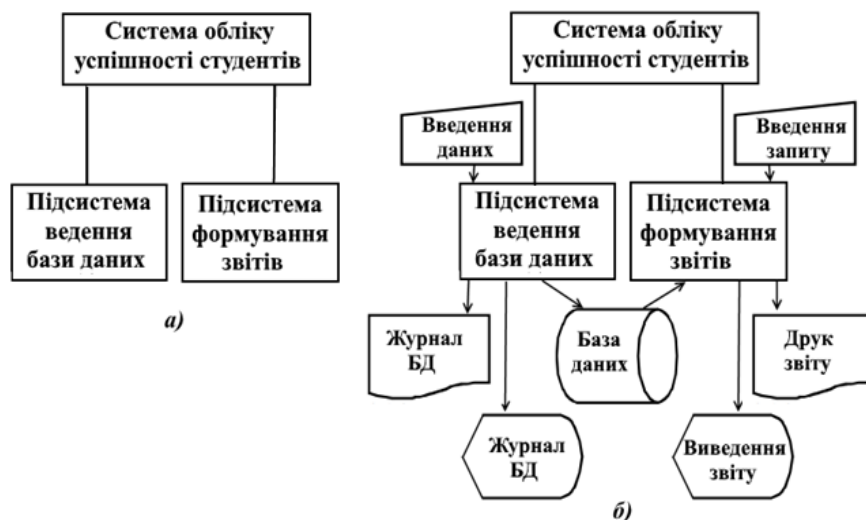 Система обліку
успішності студентів
Підсистема
ведення
бази даних
Підсистема
формування
звітів
а)
Система обліку
успішності студентів
Введення
даних
Введення
запиту
Підсистема
ведення
бази даних
Підсистема
формування
звітів
Журнал
БД
База
даних
Друк
звіту
Журнал
БД
Виведення
звіту
б)